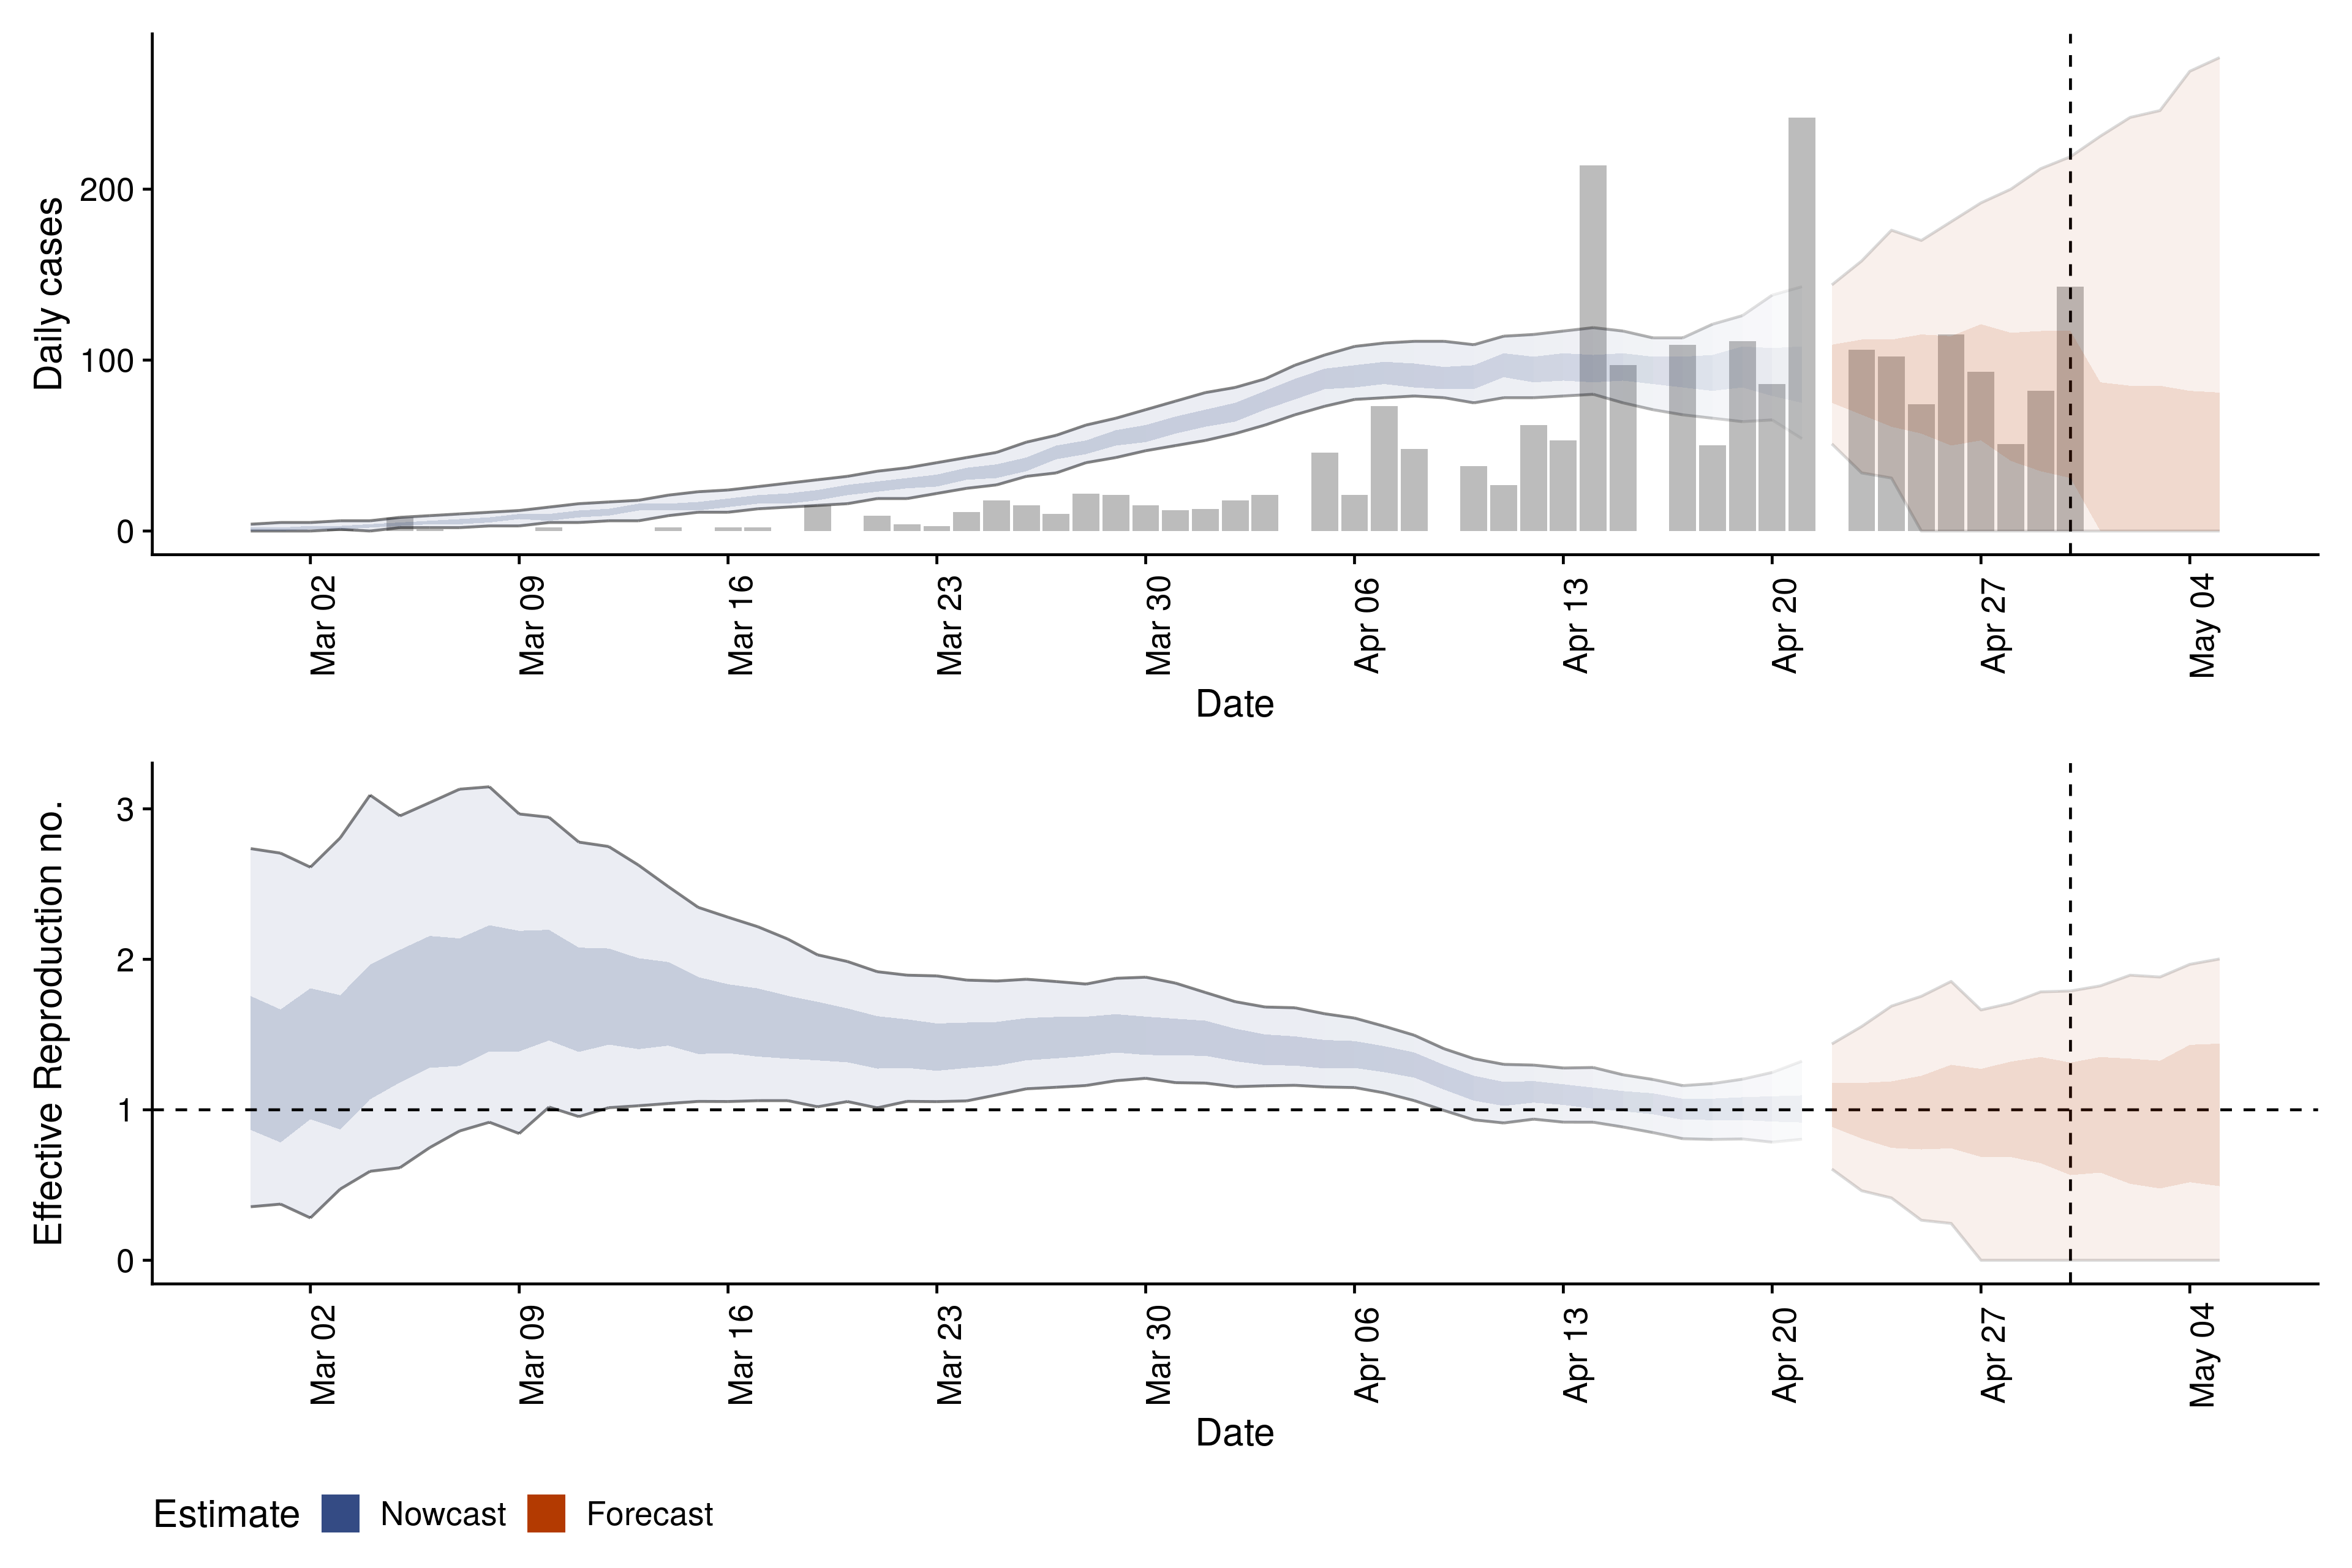 Daily cases
200
100
0
Mar 02
Mar 09
Mar 16
Mar 23
Mar 30
Apr 06
Apr 13
Apr 20
Apr 27
May 04
Date
Effective Reproduction no.
3
2
1
0
Mar 02
Mar 09
Mar 16
Mar 23
Mar 30
Apr 06
Apr 13
Apr 20
Apr 27
May 04
Date
Estimate Nowcast Forecast